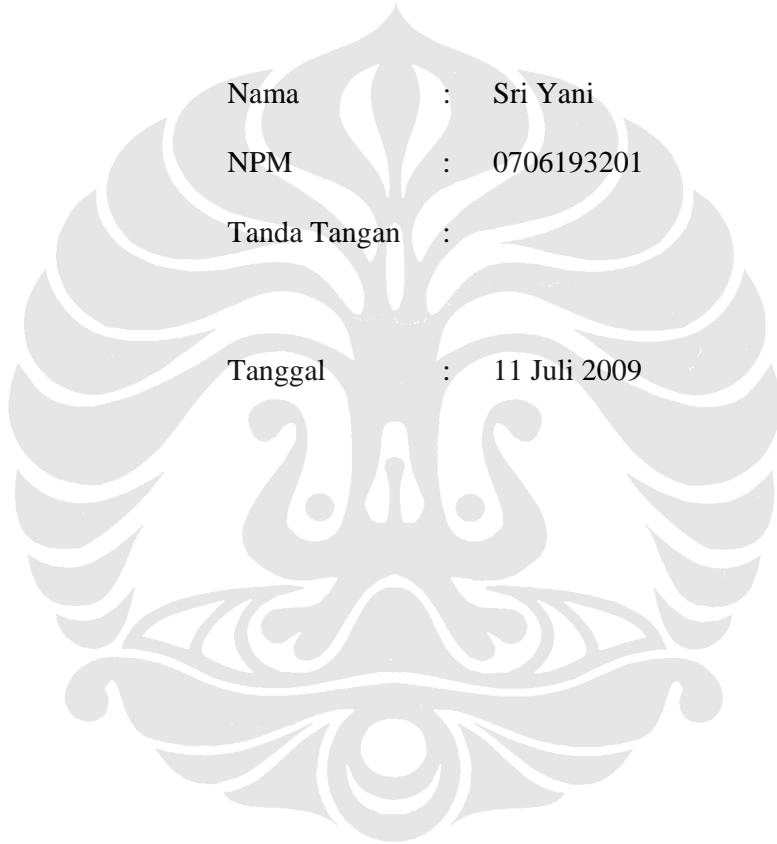 Nama : Sri Yani
NPM : 0706193201
Tanda Tangan :
Tanggal : 11 Juli 2009